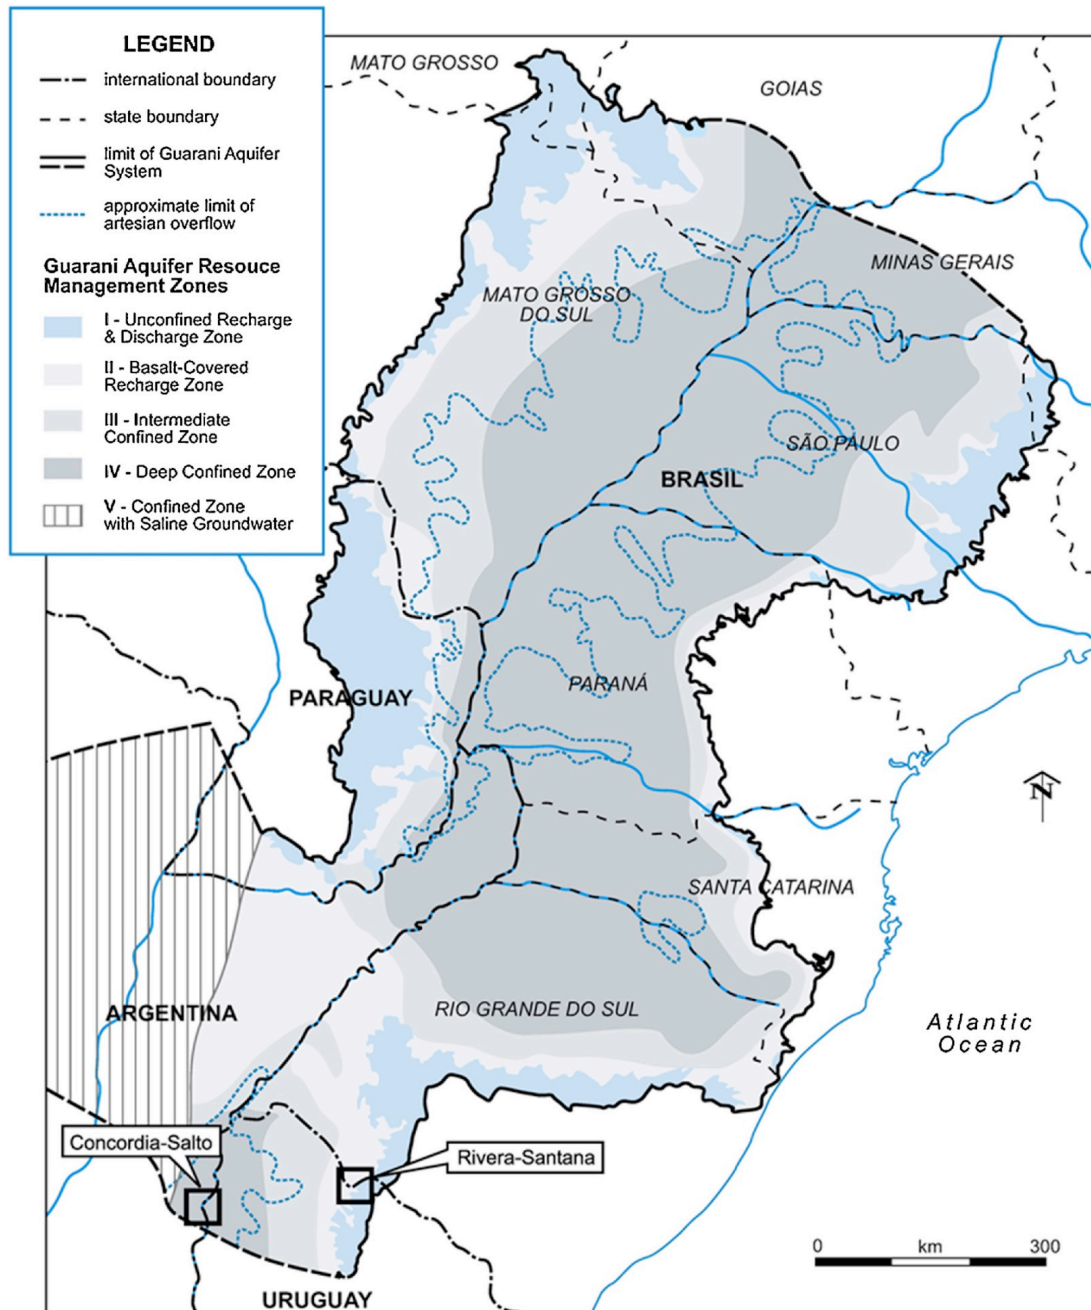 LEGEND
international boundary
state boundary
limit of Guarani Aquifer
System
approximate limit of
artesian overflow
Guarani Aquifer Resouce
Management Zones
I - Unconfined Recharge
& Discharge Zone
II - Basalt-Covered
Recharge Zone
III - Intermediate
Confined Zone
IV - Deep Confined Zone
V - Confined Zone
with Saline Groundwater
MATO GROSSO
GOIAS
MINAS GERAIS
MATO GROSSO
DO SUL
SÃO PAULO
BRASIL
PARANÁ
PARAGUAY
N
SANTA CATARINA
ARGENTINA
RIO GRANDE DO SUL
Atlantic
Ocean
Concordia-Salto
Rivera-Santana
0 km 300
URUGUAY